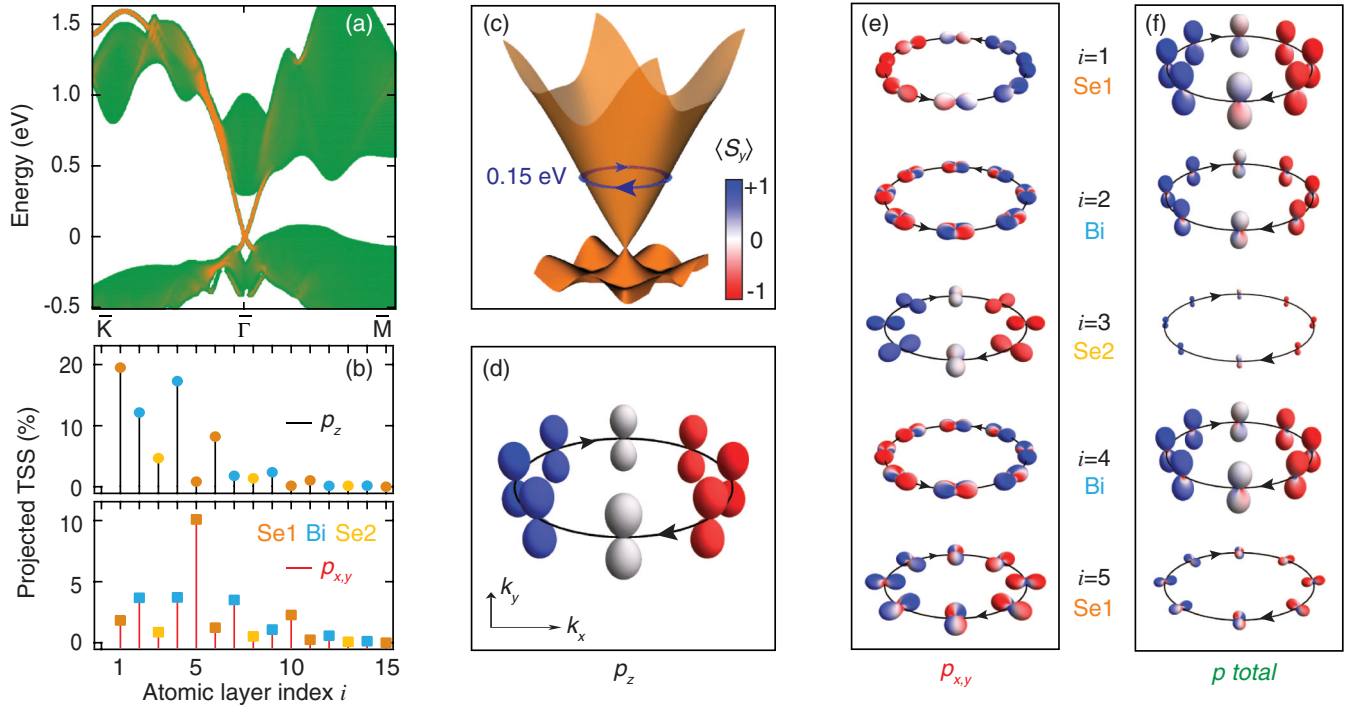 (a)
Energy (eV)
1.5
1.0
0.5
0
-0.5
K̅ Γ̅ M̅
(b)
Projected TSS (%)
20
10
0
p_z
10
5
0
Se1 Bi Se2
p_x,y
1 5 10 15
Atomic layer index i
(c)
0.15 eV
⟨S_y⟩
+1
0
-1
(d)
k_y
k_x
p_z
(e)
p_x,y
i=1
Se1
i=2
Bi
i=3
Se2
i=4
Bi
i=5
Se1
(f)
p total